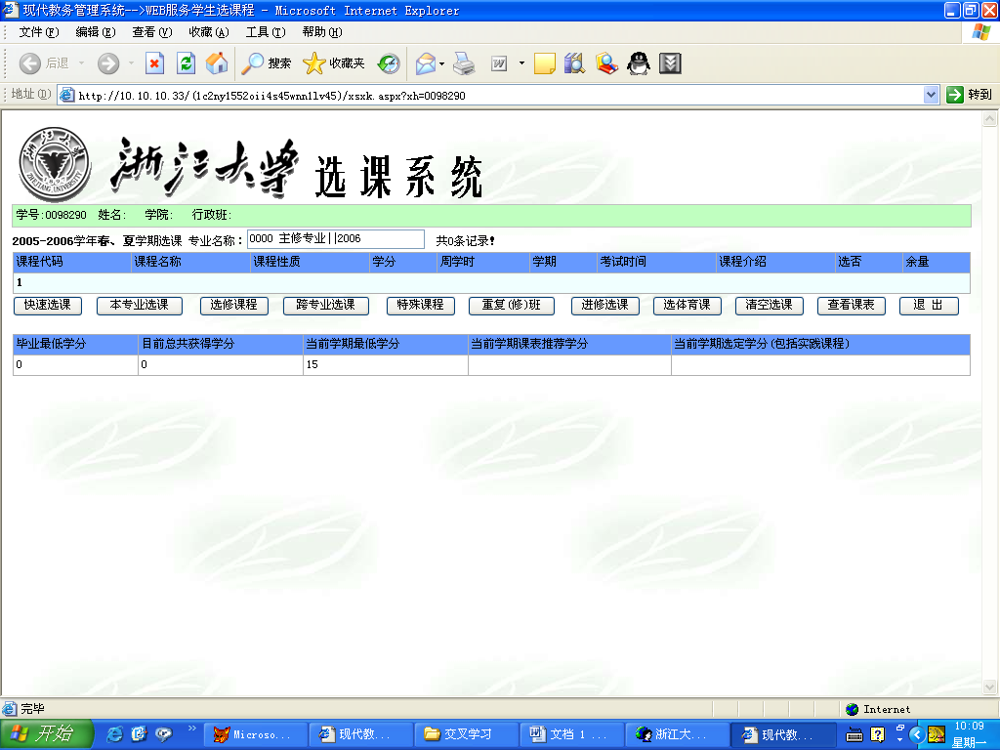 现代教务管理系统-->WEB服务学生选课程 - Microsoft Internet Explorer
文件(F) 编辑(E) 查看(V) 收藏(A) 工具(T) 帮助(H)
后退 搜索 收藏夹
地址(D) http://10.10.10.33/(1c2ny1552oii4s45wnn1lv45)/xsxk.aspx?xh=0098290 转到
浙江大学 选课系统
学号:0098290 姓名: 学院: 行政班:
2005-2006学年春、夏学期选课 专业名称: 0000 主修专业||2006 共0条记录!
课程代码 课程名称 课程性质 学分 周学时 学期 考试时间 课程介绍 选否 余量
1
快速选课 本专业选课 选修课程 跨专业选课 特殊课程 重复(修)班 进修选课 选体育课 清空选课 查看课表 退 出
毕业最低学分 目前总共获得学分 当前学期最低学分 当前学期课表推荐学分 当前学期选定学分(包括实践课程)
0 0 15
完毕 Internet
开始 Microso... 现代教... 交叉学习 文档 1 ... 浙江大... 现代教... 10:09
星期一